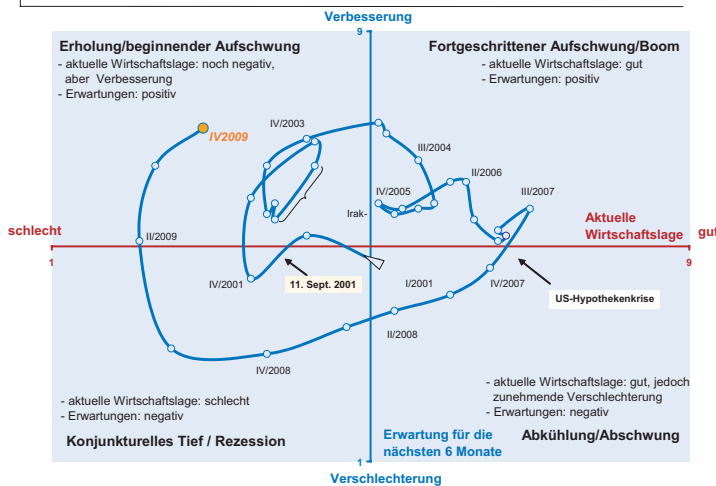 Verbesserung
9
Erholung/beginnender Aufschwung
- aktuelle Wirtschaftslage: noch negativ,
aber Verbesserung
- Erwartungen: positiv
Fortgeschrittener Aufschwung/Boom
- aktuelle Wirtschaftslage: gut
- Erwartungen: positiv
IV/2003
IV2009
III/2004
II/2006
IV/2005
III/2007
Irak-
schlecht
II/2009
Aktuelle
Wirtschaftslage
gut
1
9
IV/2001
11. Sept. 2001
I/2001
IV/2007
US-Hypothekenkrise
II/2008
IV/2008
- aktuelle Wirtschaftslage: schlecht
- Erwartungen: negativ
Konjunkturelles Tief / Rezession
- aktuelle Wirtschaftslage: gut, jedoch
zunehmende Verschlechterung
- Erwartungen: negativ
Abkühlung/Abschwung
Erwartung für die
nächsten 6 Monate
1
Verschlechterung